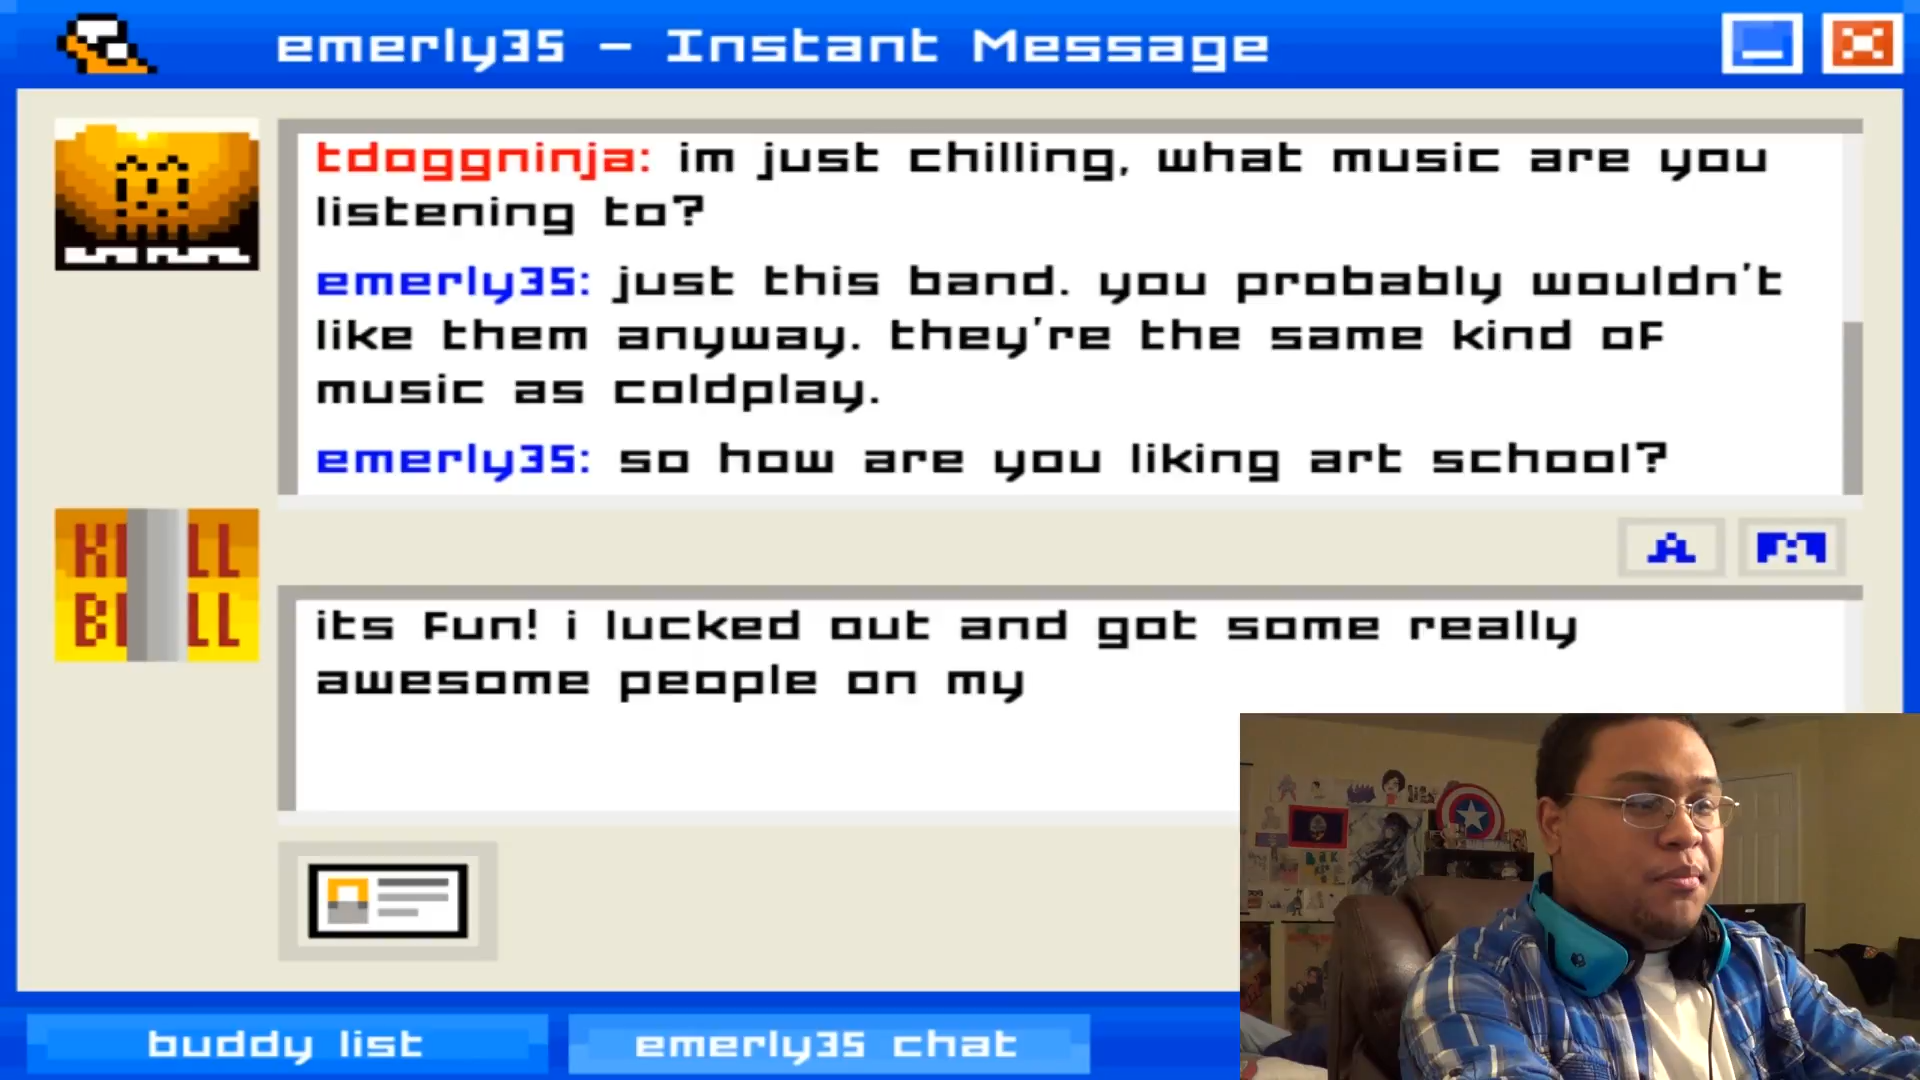 emerly35 - Instant Message
tdoggninja: im just chilling, what music are you
listening to?
emerly35: just this band. you probably wouldn't
like them anyway. they're the same kind of
music as coldplay.
emerly35: so how are you liking art school?
KILL
BILL
A
its fun! i lucked out and got some really
awesome people on my
buddy list
emerly35 chat